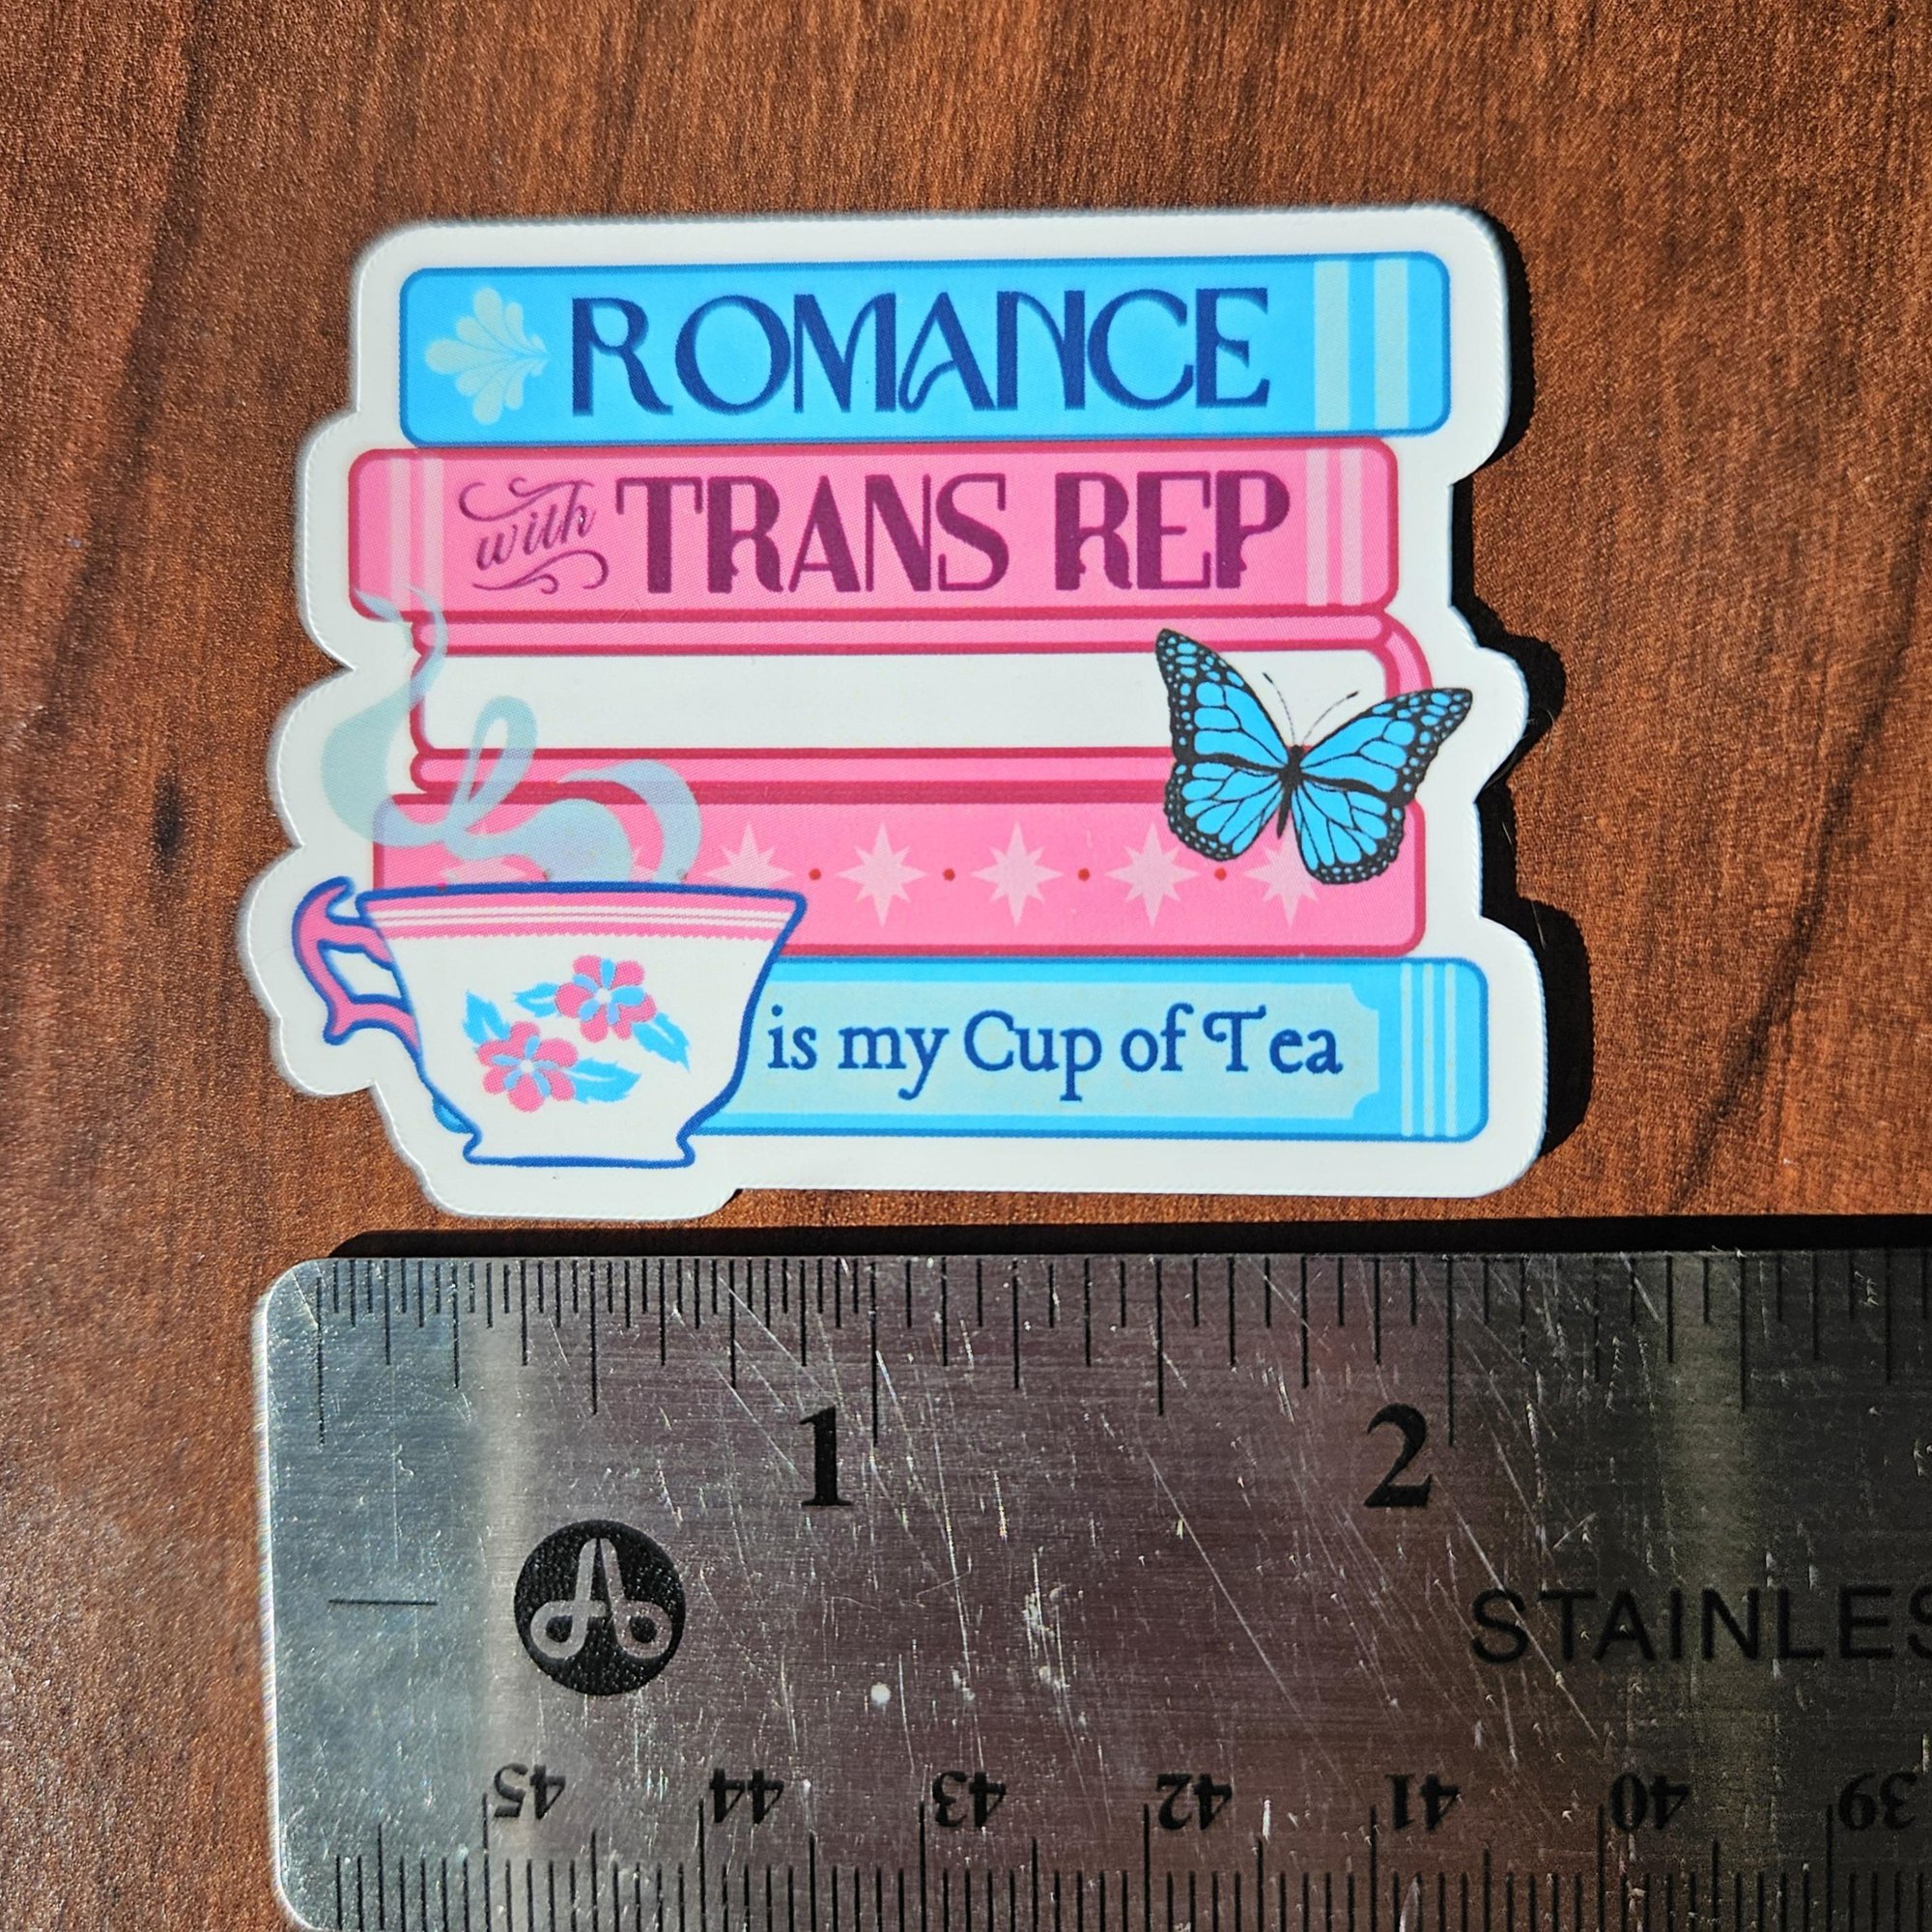 ROMANCE
with TRANS REP
is my Cup of Tea
1 2
STAINLES
45 44 43 42 41 40 39